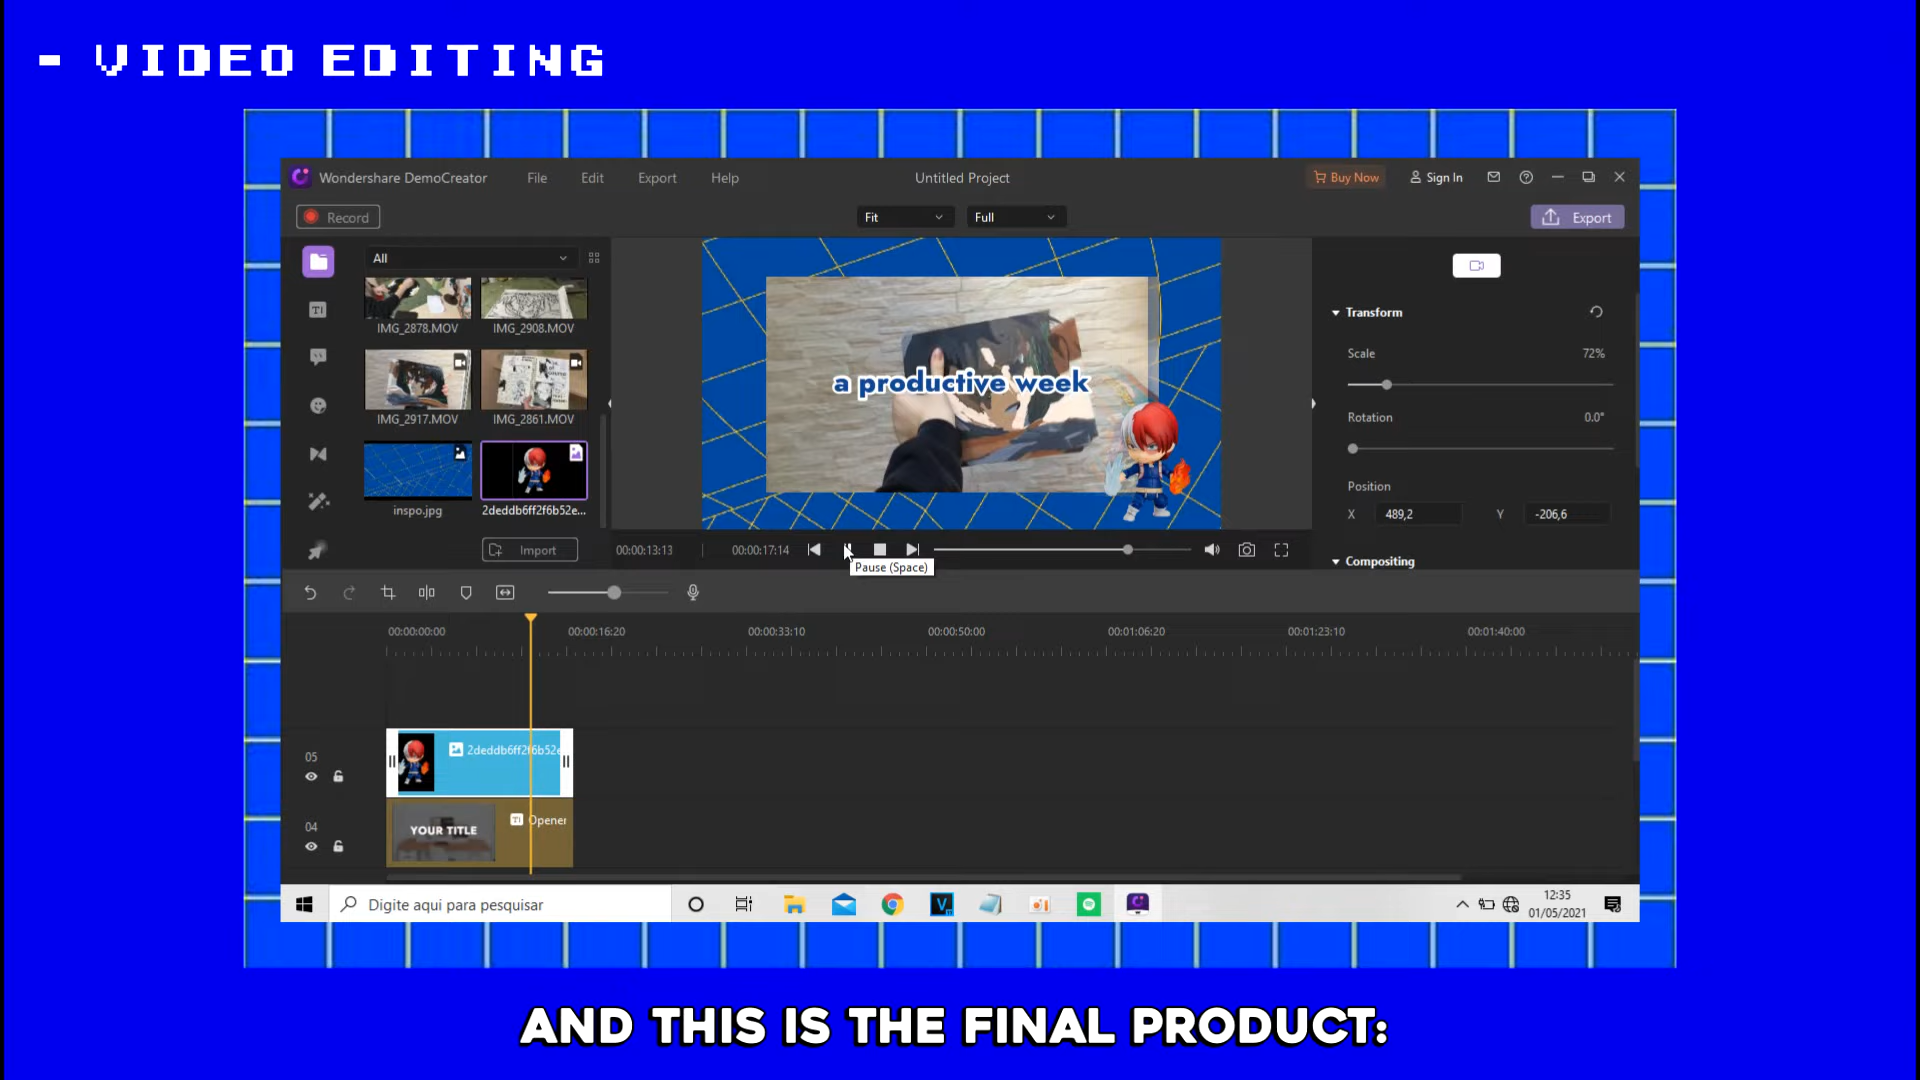 - VIDEO EDITING
Wondershare DemoCreator File Edit Export Help Untitled Project Buy Now Sign In
Record Fit Full Export
All
IMG_2878.MOV IMG_2908.MOV
IMG_2917.MOV IMG_2861.MOV
inspo.jpg 2deddb6ff2f6b52e...
Import
a productive week
Transform
Scale 72%
Rotation 0.0°
Position
X 489,2 Y -206,6
Compositing
00:00:13:13 | 00:00:17:14
Pause (Space)
00:00:00:00 00:00:16:20 00:00:33:10 00:00:50:00 00:01:06:20 00:01:23:10 00:01:40:00
05 2deddb6ff2f6b52e
04 YOUR TITLE TI Opener
Digite aqui para pesquisar
12:35
01/05/2021
AND THIS IS THE FINAL PRODUCT: